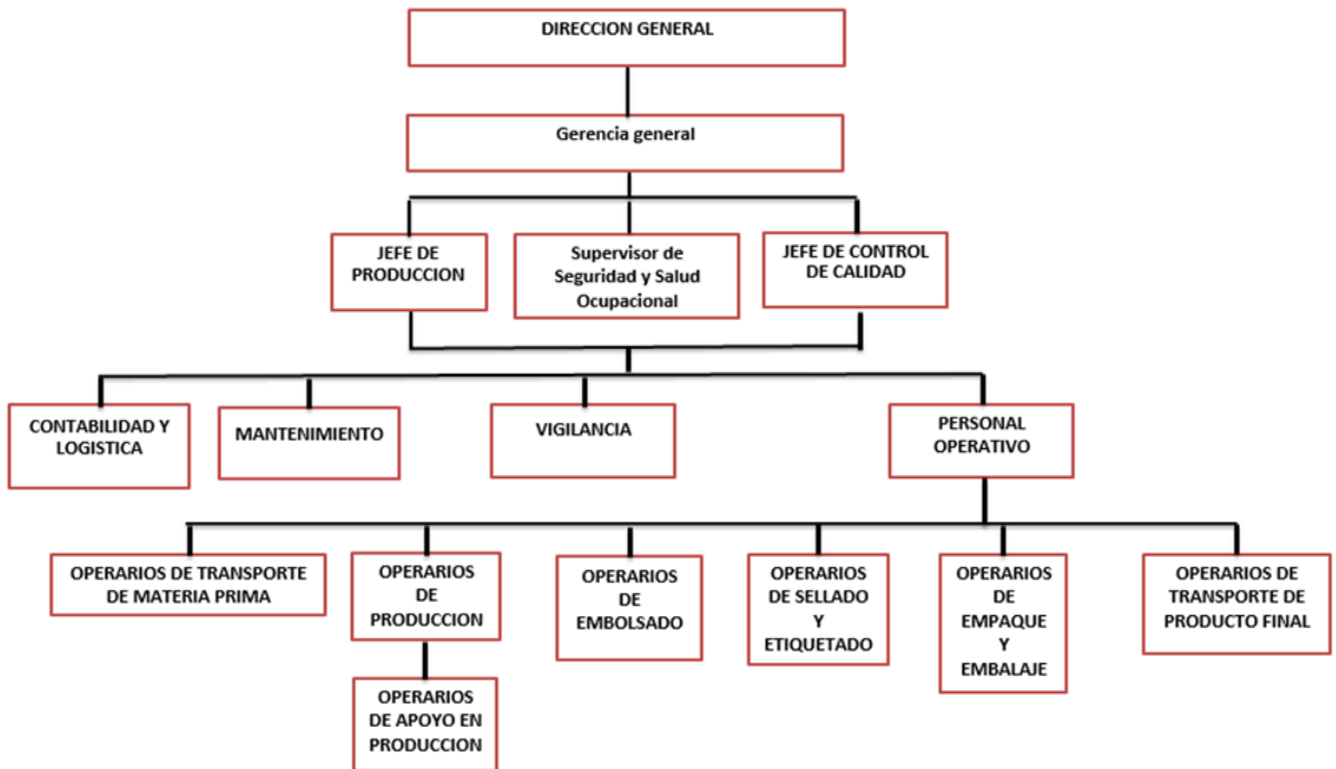 DIRECCION GENERAL
Gerencia general
JEFE DE
PRODUCCION
Supervisor de
Seguridad y Salud
Ocupacional
JEFE DE CONTROL
DE CALIDAD
CONTABILIDAD Y
LOGISTICA
MANTENIMIENTO
VIGILANCIA
PERSONAL
OPERATIVO
OPERARIOS DE TRANSPORTE
DE MATERIA PRIMA
OPERARIOS
DE
PRODUCCION
OPERARIOS
DE
EMBOLSADO
OPERARIOS
DE SELLADO
Y
ETIQUETADO
OPERARIOS
DE
EMPAQUE
Y
EMBALAJE
OPERARIOS DE
TRANSPORTE DE
PRODUCTO FINAL
OPERARIOS
DE APOYO EN
PRODUCCION